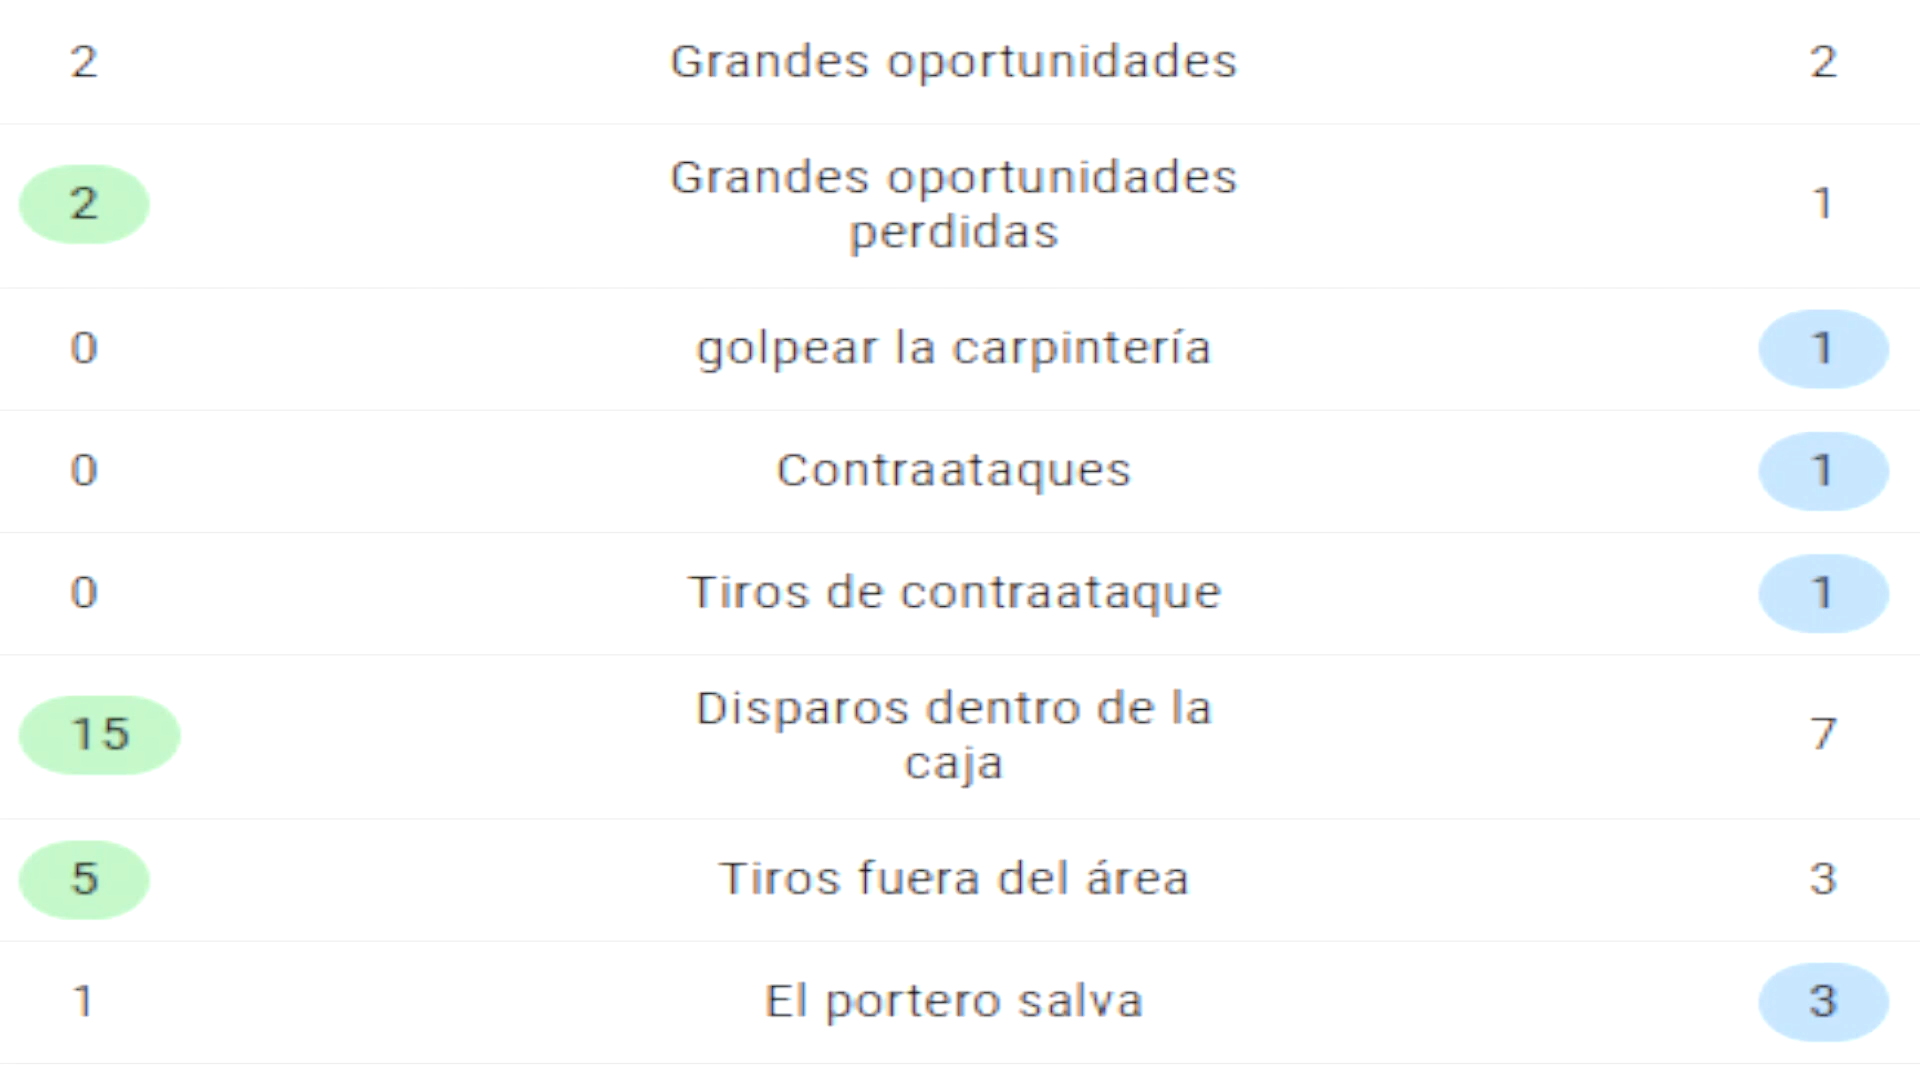 2 Grandes oportunidades 2
Grandes oportunidades
2 perdidas 1
0 golpear la carpintería 1
0 Contraataques 1
0 Tiros de contraataque 1
Disparos dentro de la
15 caja 7
5 Tiros fuera del área 3
1 El portero salva 3